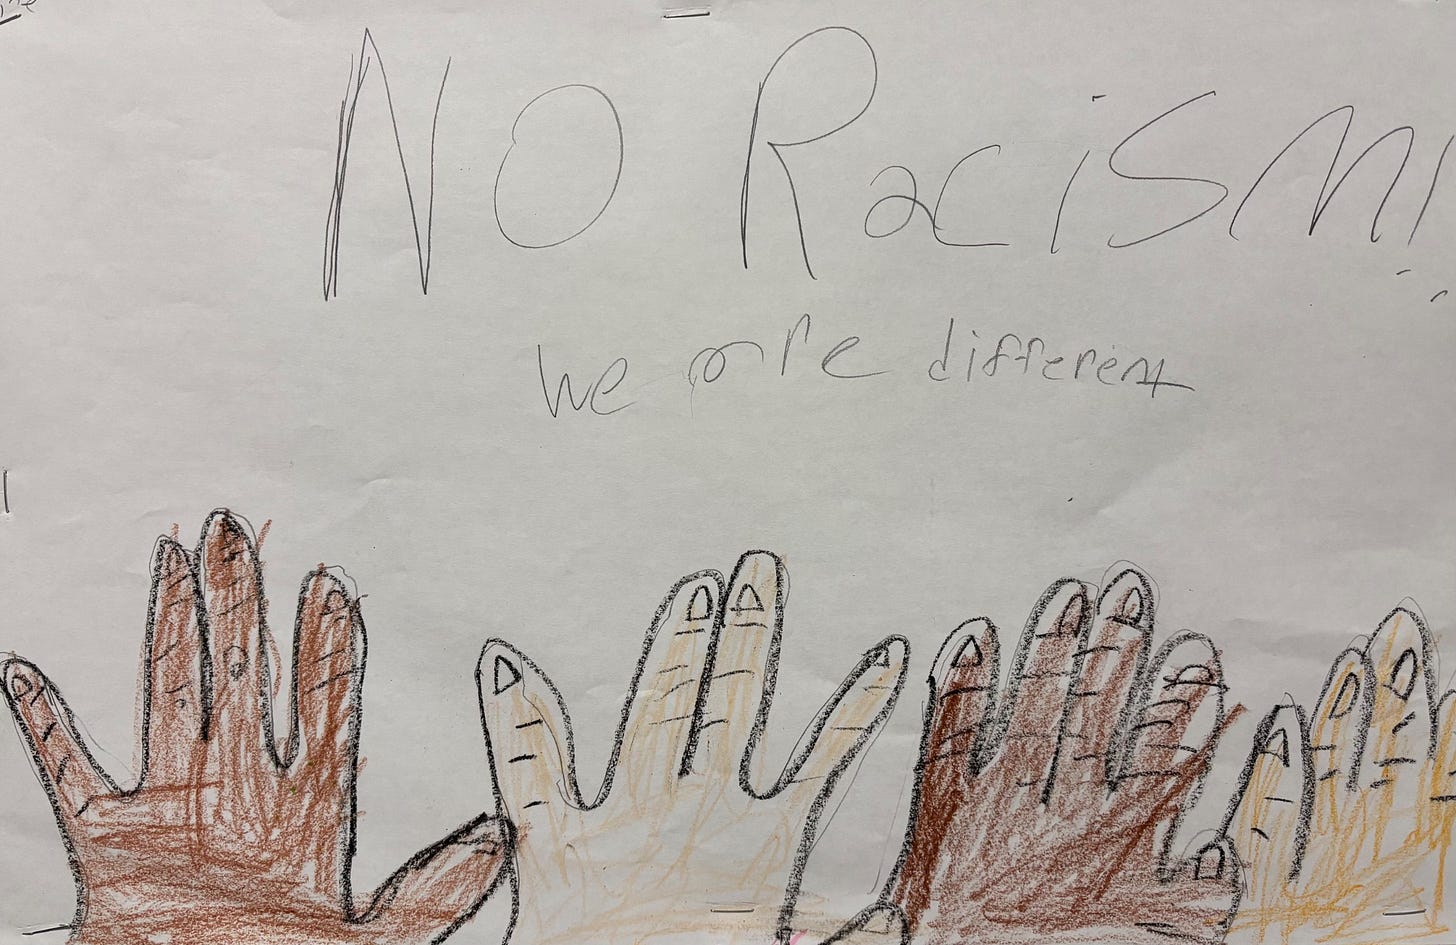 NO Racism!
we are different